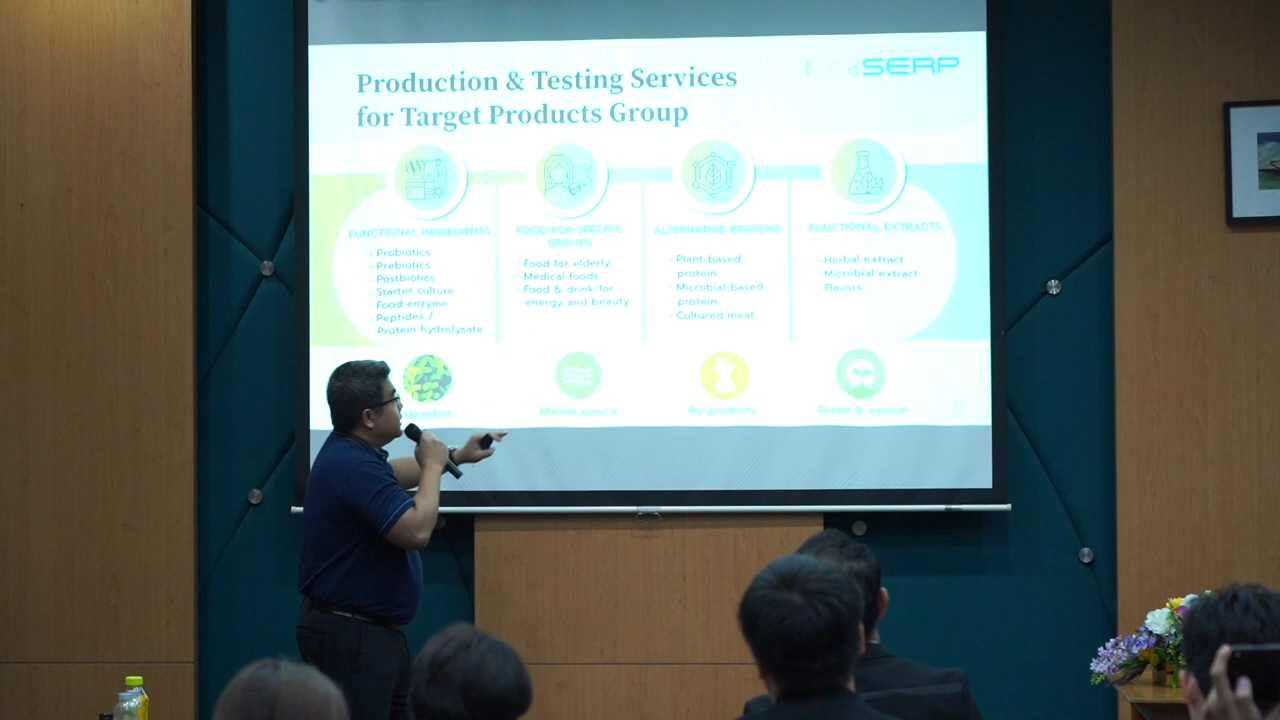 Production & Testing Services
for Target Products Group
SERP
FUNCTIONAL INGREDIENTS
- Probiotics
- Prebiotics
- Postbiotics
- Starter culture
- Food enzyme
- Peptides /
Protein hydrolysate
FOOD FOR SPECIFIC
GROUPS
- Food for elderly
- Medical foods
- Food & drink for
energy and beauty
ALTERNATIVE PROTEINS
- Plant-based
protein
- Microbial-based
protein
- Cultured meat
FUNCTIONAL EXTRACTS
- Herbal extract
- Microbial extract
- Flavors
Marine source
By-products
Green & natural